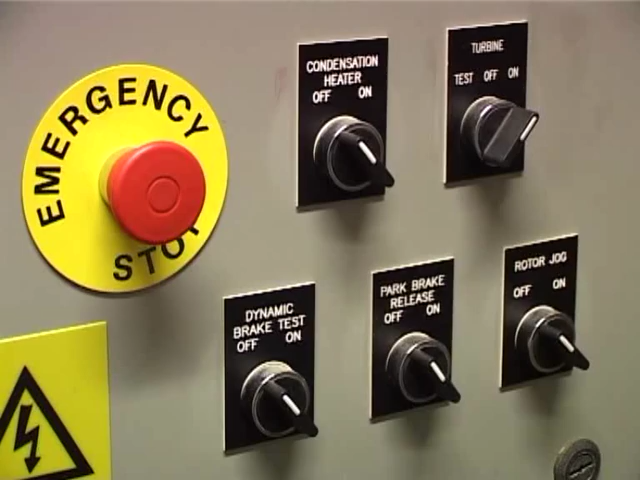 EMERGENCY
STOP
CONDENSATION
HEATER
OFF ON
TURBINE
TEST OFF ON
DYNAMIC
BRAKE TEST
OFF ON
PARK BRAKE
RELEASE
OFF ON
ROTOR JOG
OFF ON